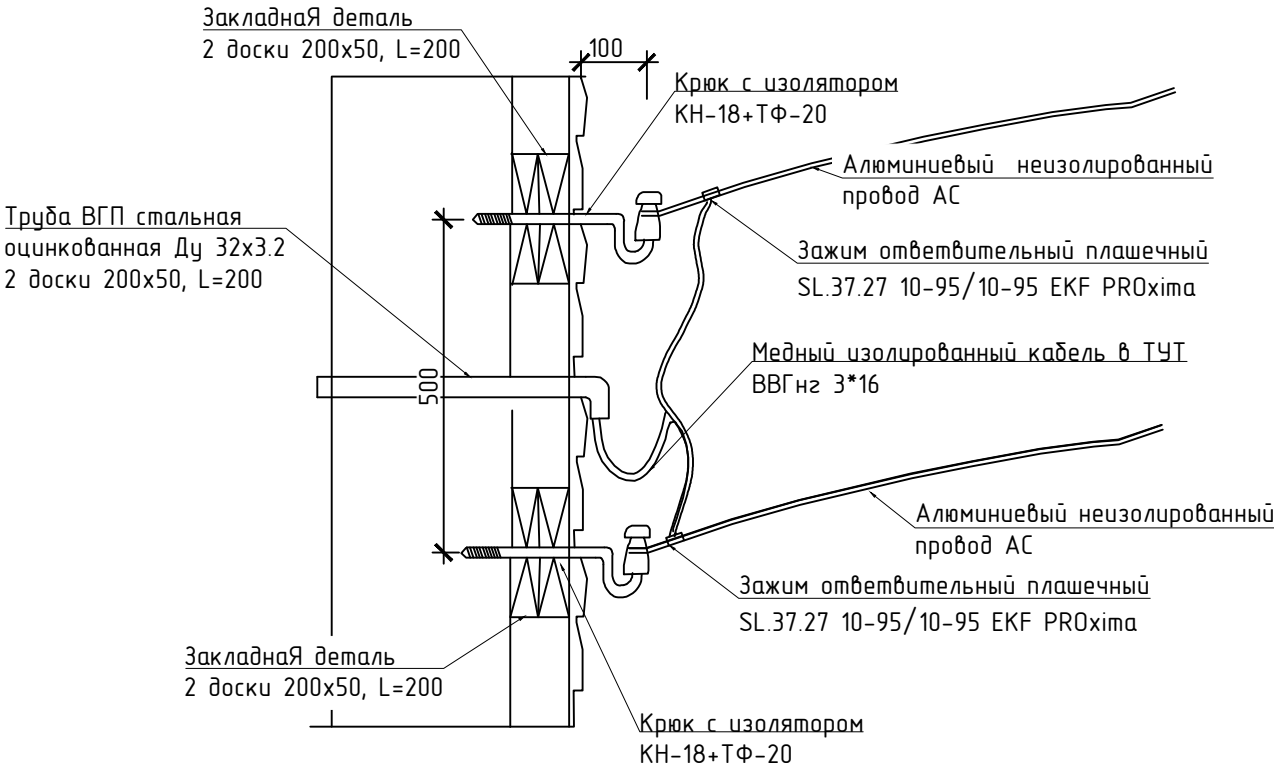 ЗакладнаЯ деталь
2 доски 200х50, L=200
100
Крюк с изолятором
КН-18+ТФ-20
Алюминиевый неизолированный
провод АС
Труба ВГП стальная
оцинкованная Ду 32х3.2
2 доски 200х50, L=200
Зажим ответвительный плашечный
SL.37.27 10-95/10-95 EKF PROxima
Медный изолированный кабель в ТУТ
ВВГнг 3*16
500
Алюминиевый неизолированный
провод АС
Зажим ответвительный плашечный
SL.37.27 10-95/10-95 EKF PROxima
ЗакладнаЯ деталь
2 доски 200х50, L=200
Крюк с изолятором
КН-18+ТФ-20